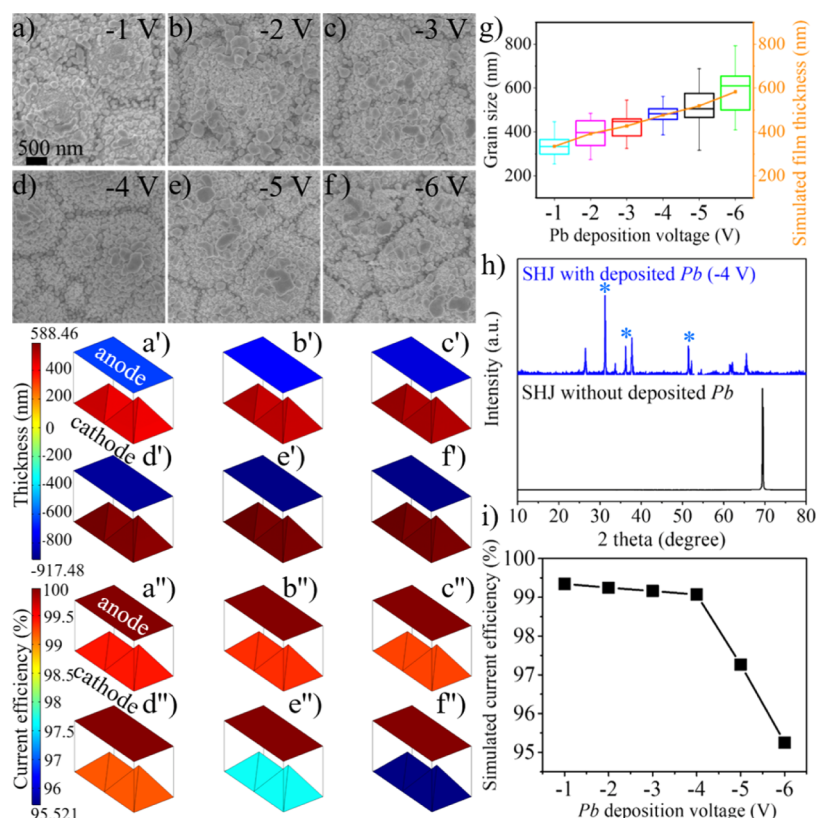 a) -1 V
b) -2 V
c) -3 V
500 nm
d) -4 V
e) -5 V
f) -6 V
g)
800
600
400
200
Grain size (nm)
800
600
400
200
Simulated film thickness (nm)
-1 -2 -3 -4 -5 -6
Pb deposition voltage (V)
h)
SHJ with deposited Pb (-4 V)
* * *
SHJ without deposited Pb
Intensity (a.u.)
10 20 30 40 50 60 70 80
2 theta (degree)
588.46
400
200
0
-200
-400
-600
-800
-917.48
Thickness (nm)
a') b') c')
anode
cathode
d') e') f')
100
99.5
99
98.5
98
97.5
97
96.5
96
95.521
Current efficiency (%)
a'') b'') c'')
anode
cathode
d'') e'') f'')
i)
100
99
98
97
96
95
Simulated current efficiency (%)
-1 -2 -3 -4 -5 -6
Pb deposition voltage (V)